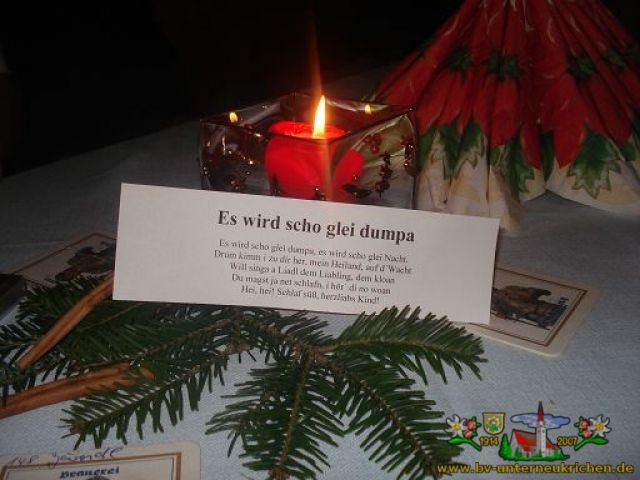 Es wird scho glei dumpa
Es wird scho glei dumpa, es wird scho glei Nacht.
Drum kimm i zu dir her, mein Heiland, auf d´Wacht
Will singa a Liadl dem Liabling, dem kloan
Du magst ja net schlafn, i hör´ di no woan
Hei, hei! Schlaf süß, herzliabs Kind!
Brauerei
1914 2007
www.bv-unterneukirchen.de